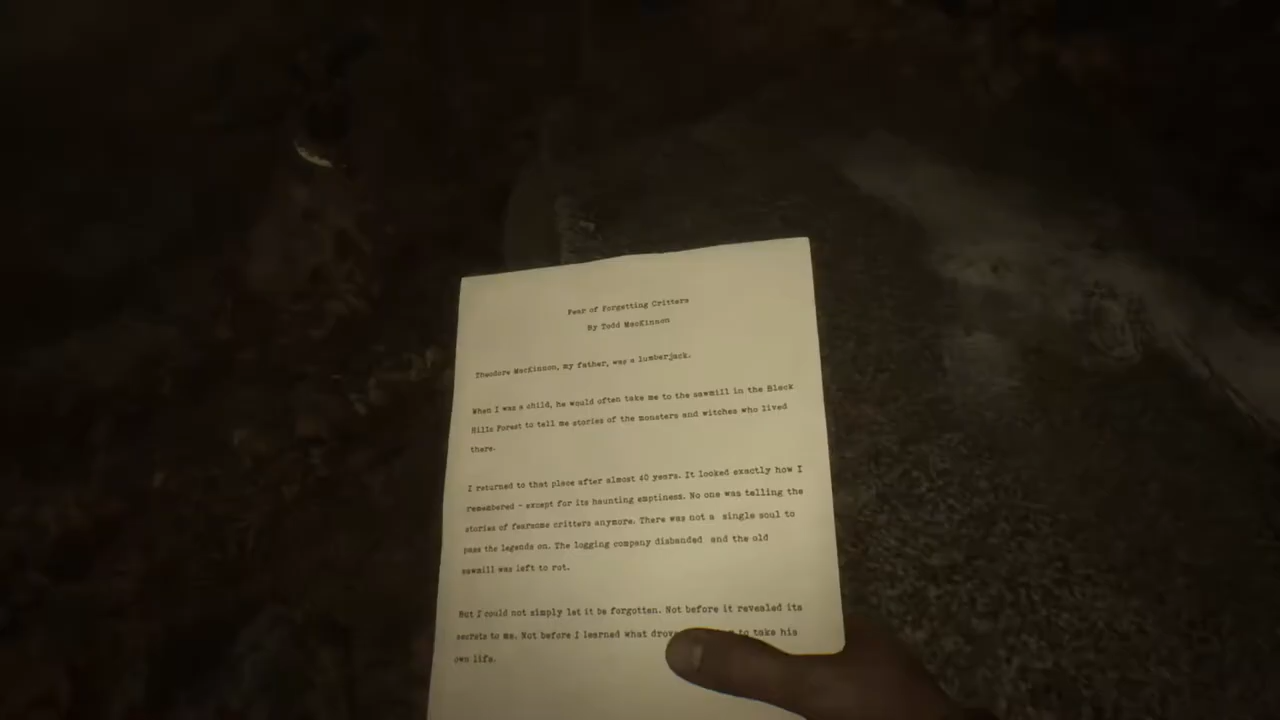 Fear of Forgetting Critters
By Todd MacKinnon
Theodore MacKinnon, my father, was a lumberjack.
When I was a child, he would often take me to the sawmill in the Black
Hills Forest to tell me stories of the monsters and witches who lived
there.
I returned to that place after almost 40 years. It looked exactly how I
remembered - except for its haunting emptiness. No one was telling the
stories of fearsome critters anymore. There was not a single soul to
pass the legends on. The logging company disbanded and the old
sawmill was left to rot.
But I could not simply let it be forgotten. Not before it revealed its
secrets to me. Not before I learned what drove to take his
own life.